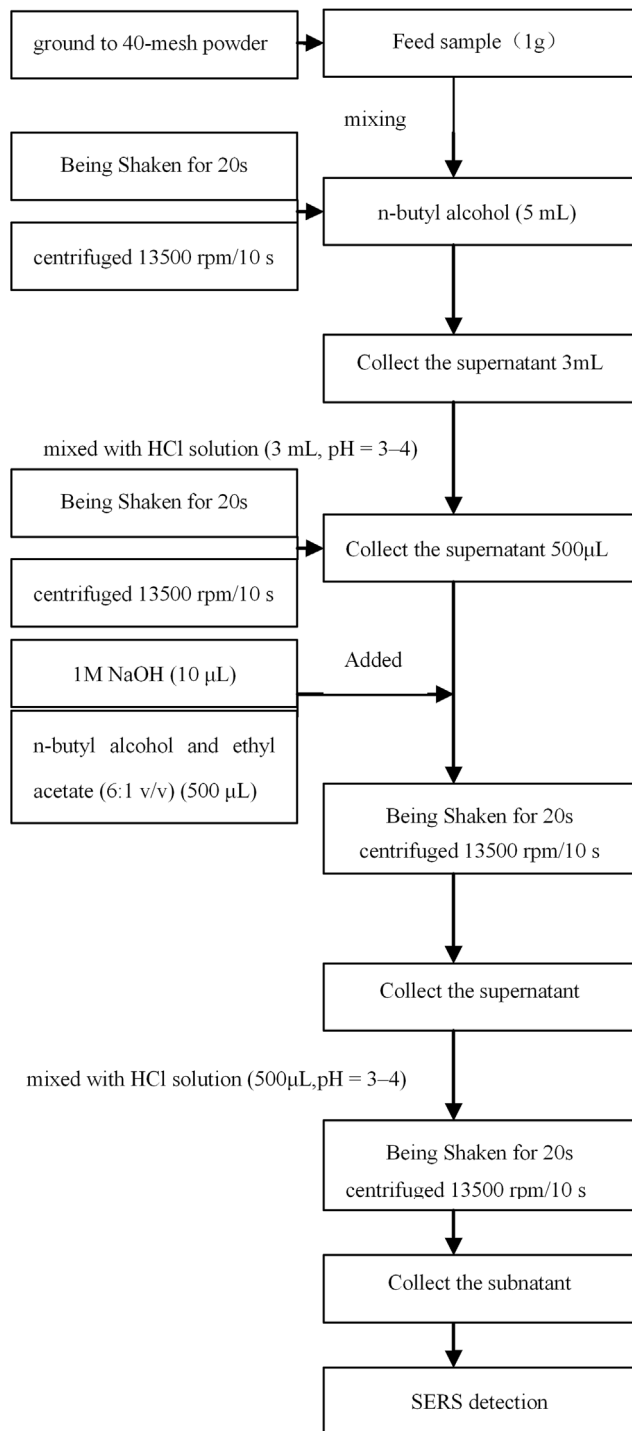 ground to 40-mesh powder
Feed sample（1g）
mixing
Being Shaken for 20s
n-butyl alcohol (5 mL)
centrifuged 13500 rpm/10 s
Collect the supernatant 3mL
mixed with HCl solution (3 mL, pH = 3–4)
Being Shaken for 20s
Collect the supernatant 500μL
centrifuged 13500 rpm/10 s
1M NaOH (10 μL)
Added
n-butyl alcohol and ethyl
acetate (6:1 v/v) (500 μL)
Being Shaken for 20s
centrifuged 13500 rpm/10 s
Collect the supernatant
mixed with HCl solution (500μL,pH = 3–4)
Being Shaken for 20s
centrifuged 13500 rpm/10 s
Collect the subnatant
SERS detection